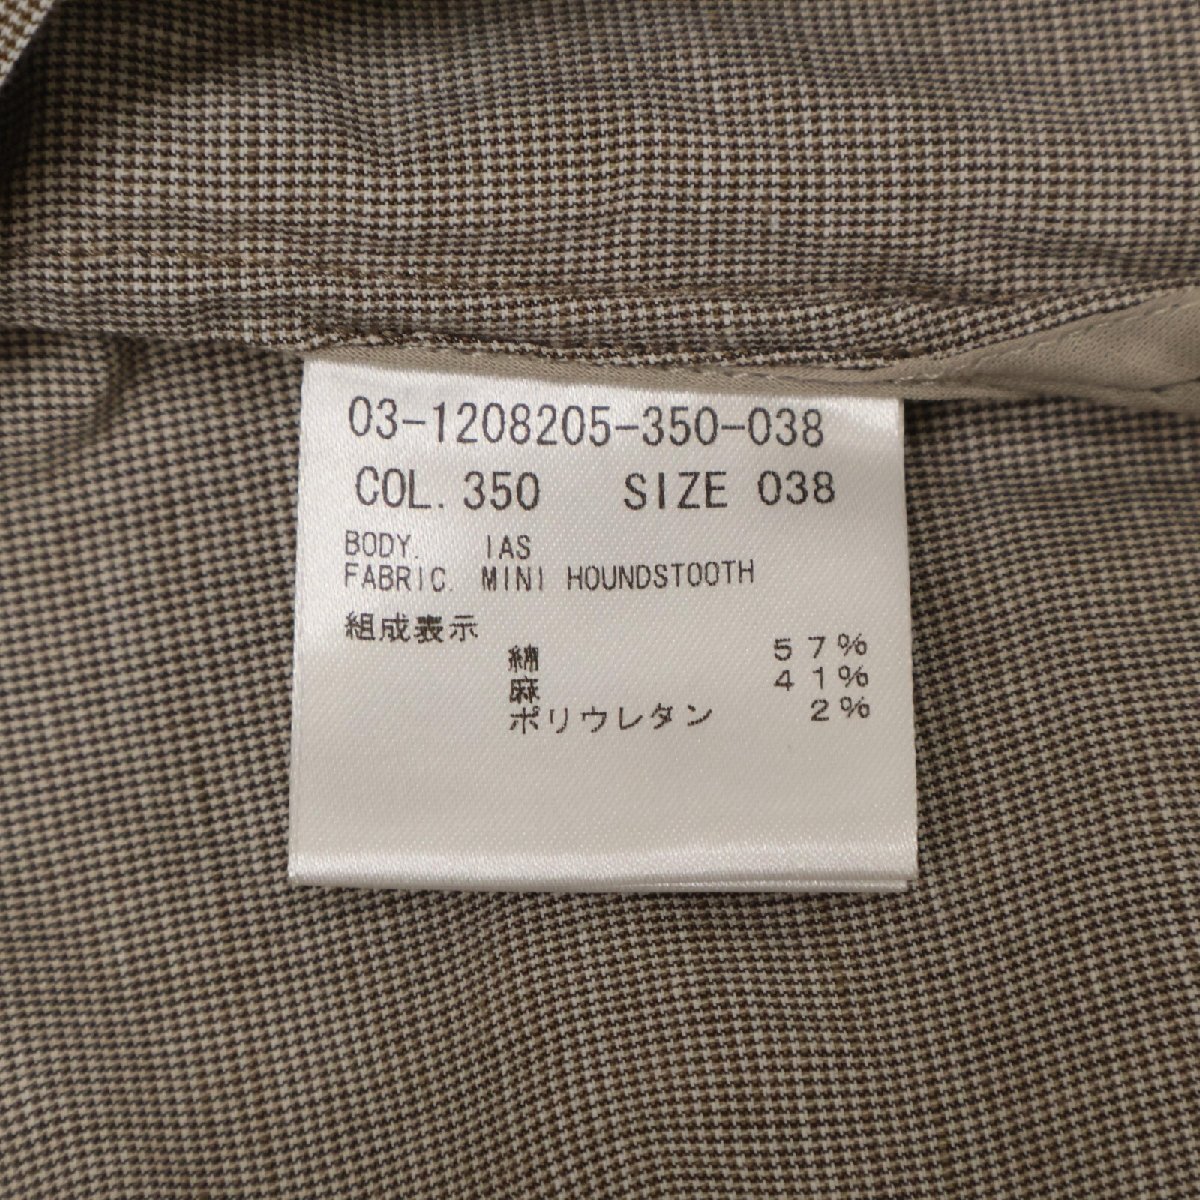 03-1208205-350-038
COL. 350 SIZE 038
BODY. IAS
FABRIC. MINI HOUNDSTOOTH
組成表示
綿 57%
麻 41%
ポリウレタン 2%